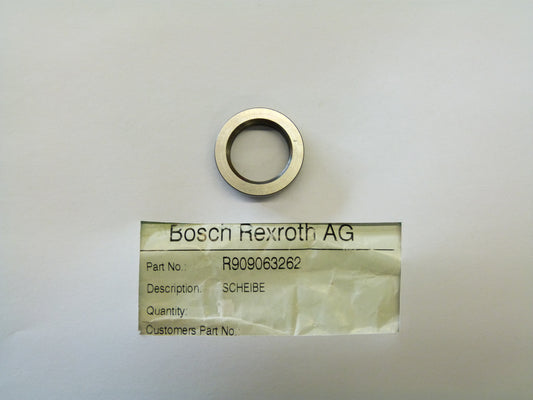 Bosch Rexroth AG
Part No.: R909063262
Description: SCHEIBE
Quantity:
Customers Part No.